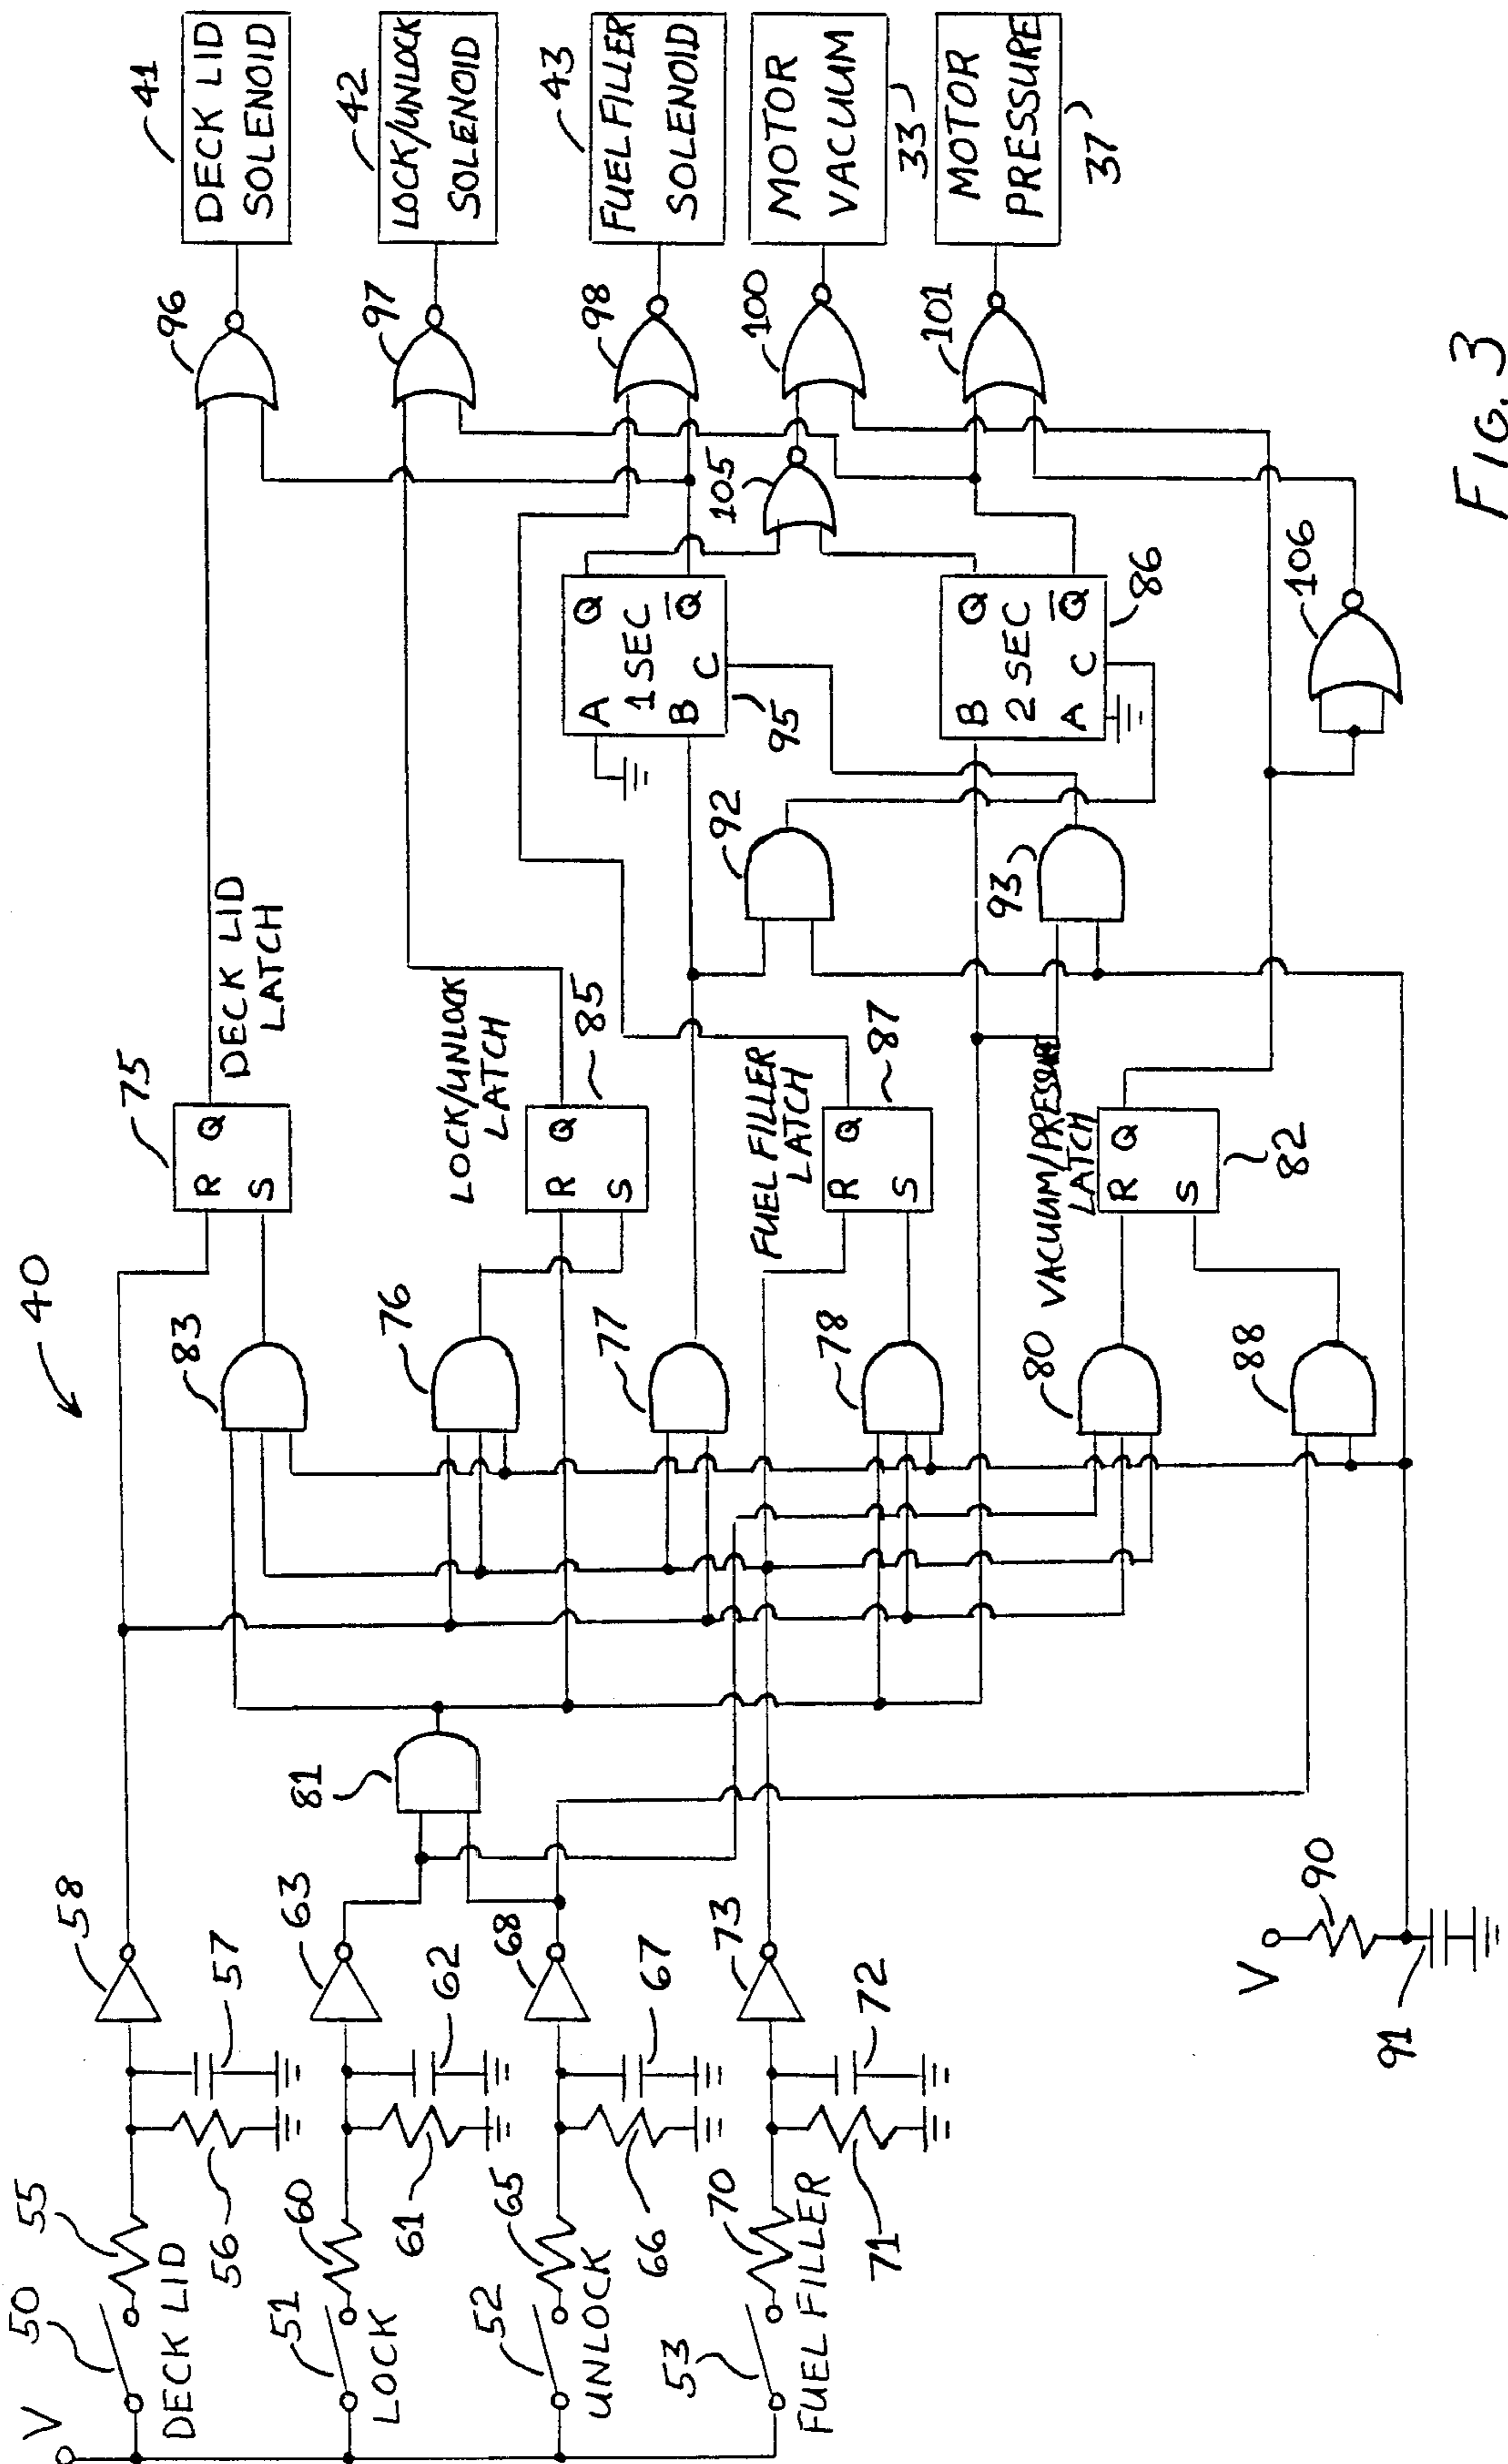 40
V
50
DECK LID
55
56
57
58
51
LOCK
60
61
62
63
52
UNLOCK
65
66
67
68
53
FUEL FILLER
70
71
72
73
V
90
91
81
83
76
77
78
80
88
75
R Q
S
DECK LID
LATCH
LOCK/UNLOCK
LATCH
85
R Q
S
FUEL FILLER
LATCH
87
R Q
S
VACUUM/PRESSURE
LATCH
82
R Q
S
92
93
A Q
1 SEC
B Q
C
95
B Q
2 SEC
A C Q
86
105
106
96
97
98
100
101
41
DECK LID
SOLENOID
42
LOCK/UNLOCK
SOLENOID
43
FUEL FILLER
SOLENOID
MOTOR
VACUUM
33
MOTOR
PRESSURE
37
FIG. 3